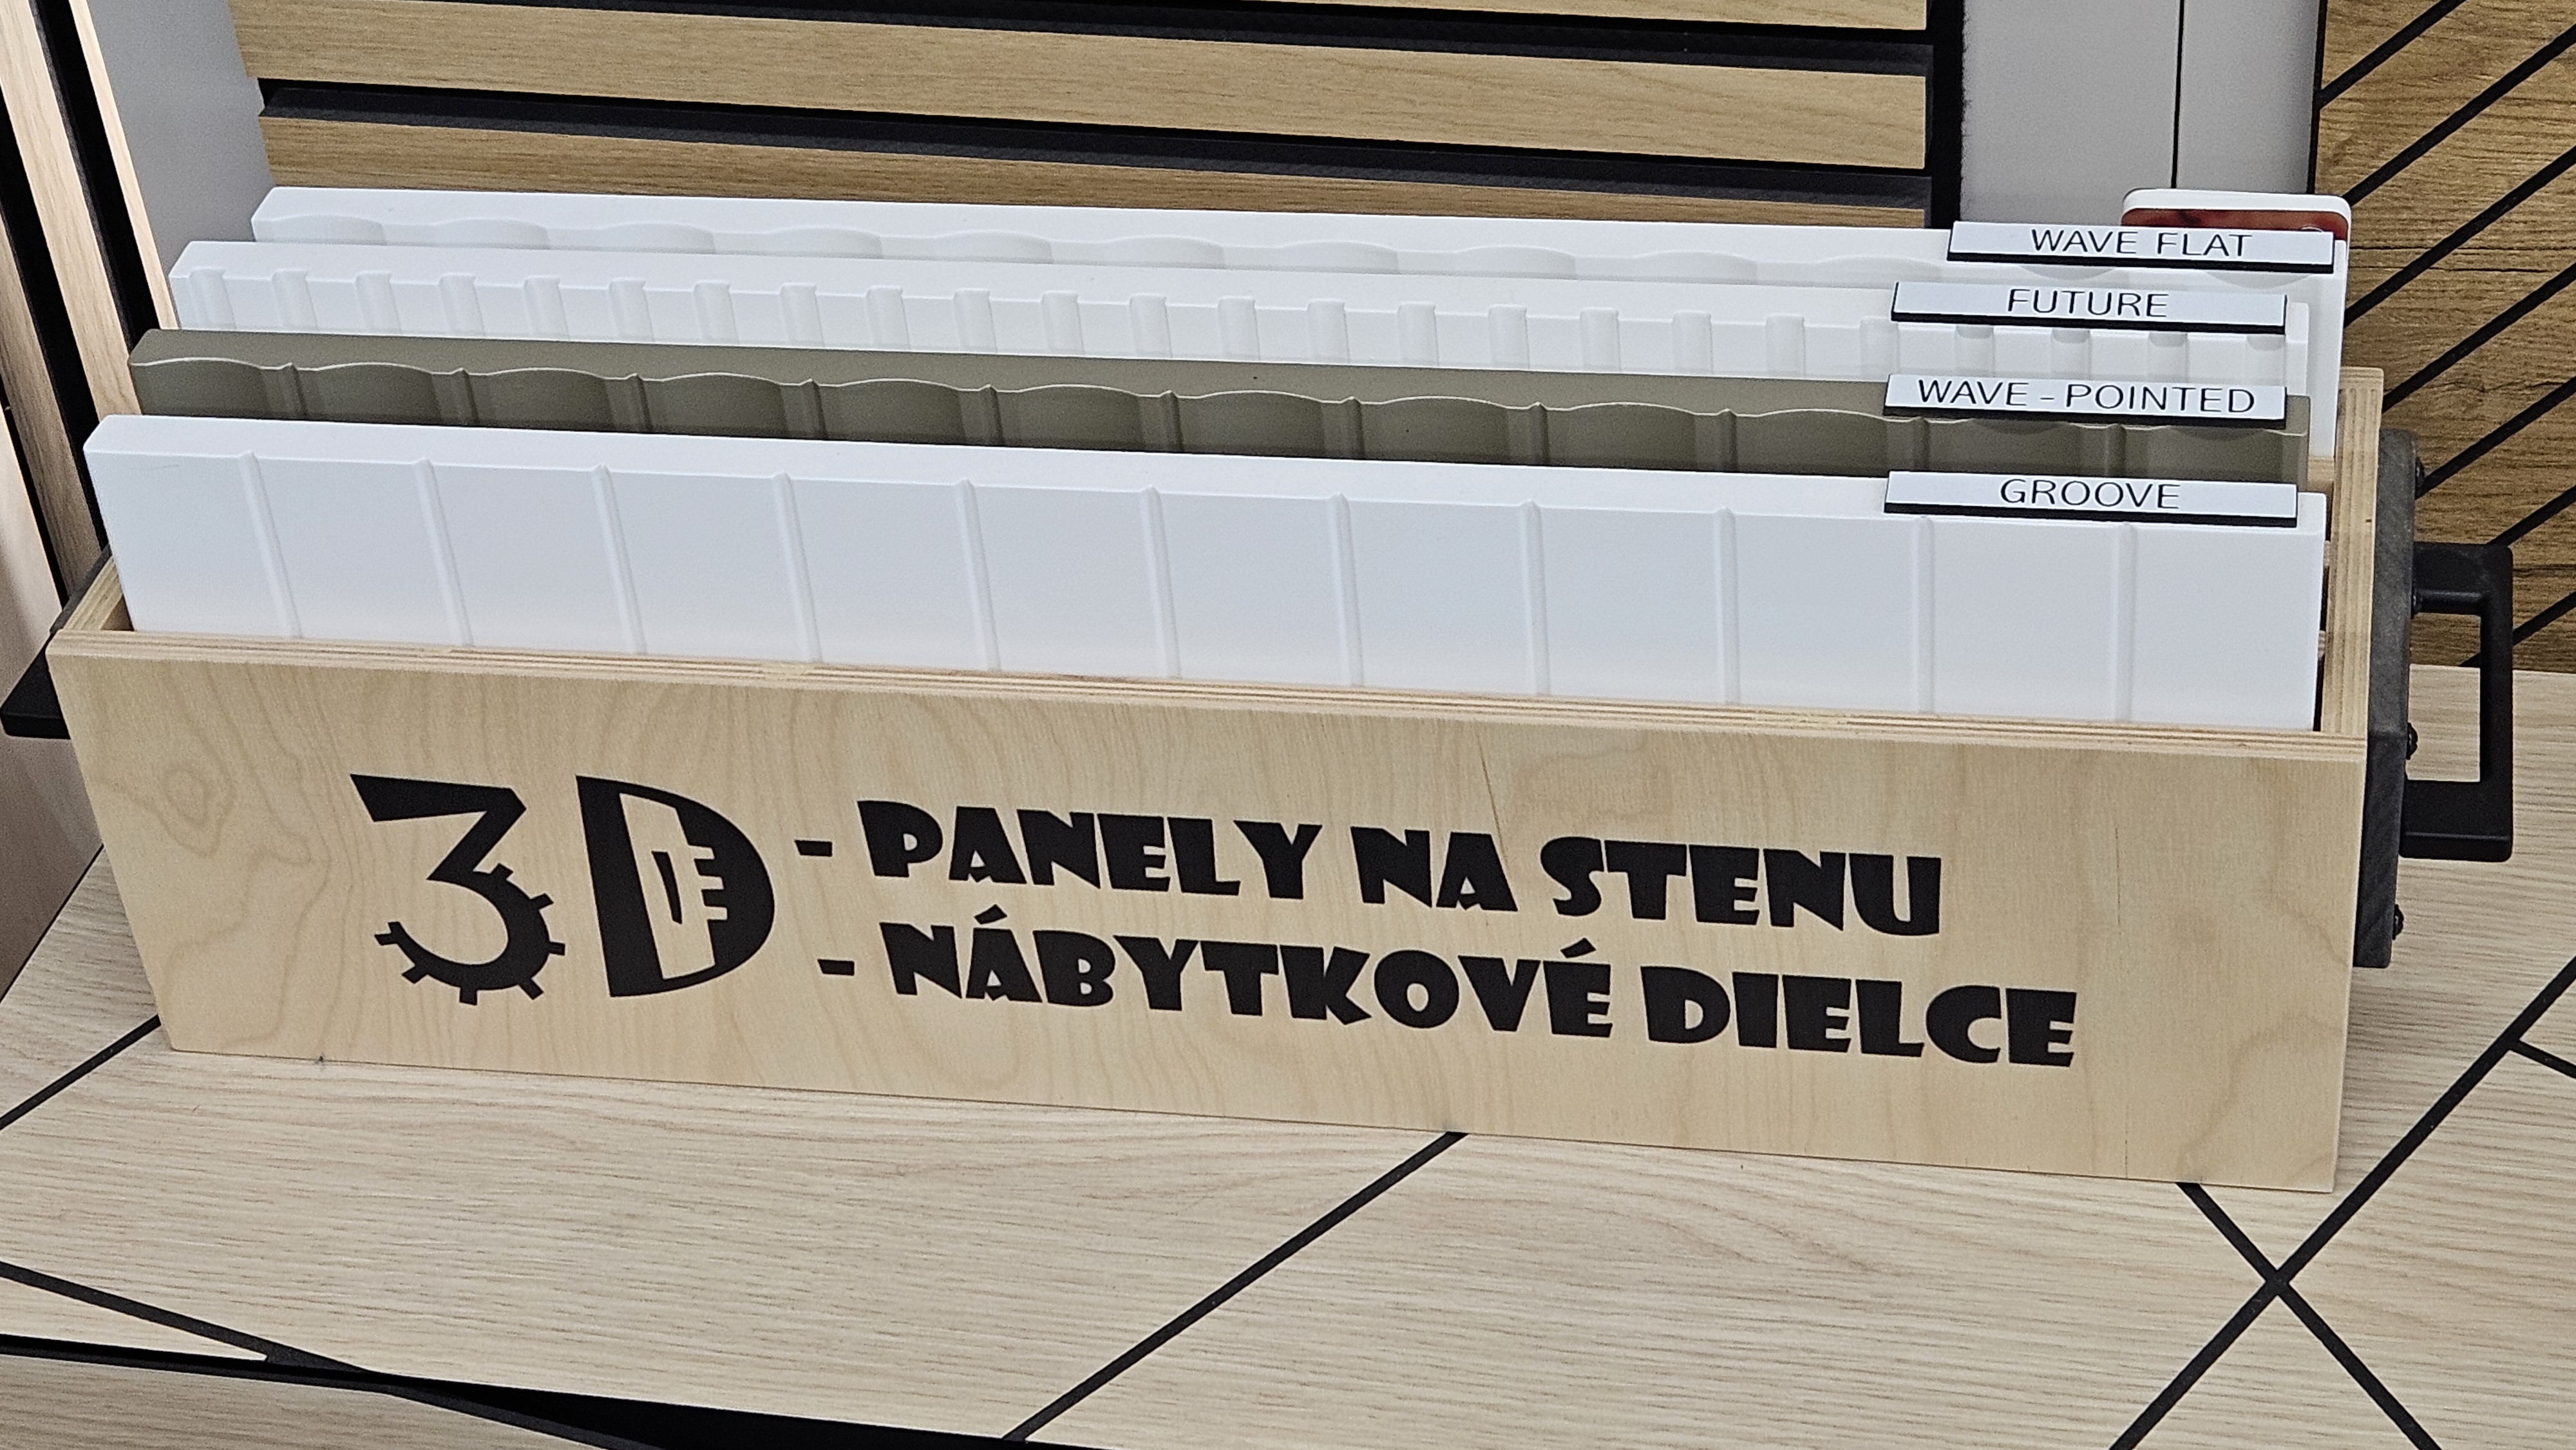 WAVE FLAT
FUTURE
WAVE - POINTED
GROOVE
3D - PANELY NA STENU
- NÁBYTKOVÉ DIELCE